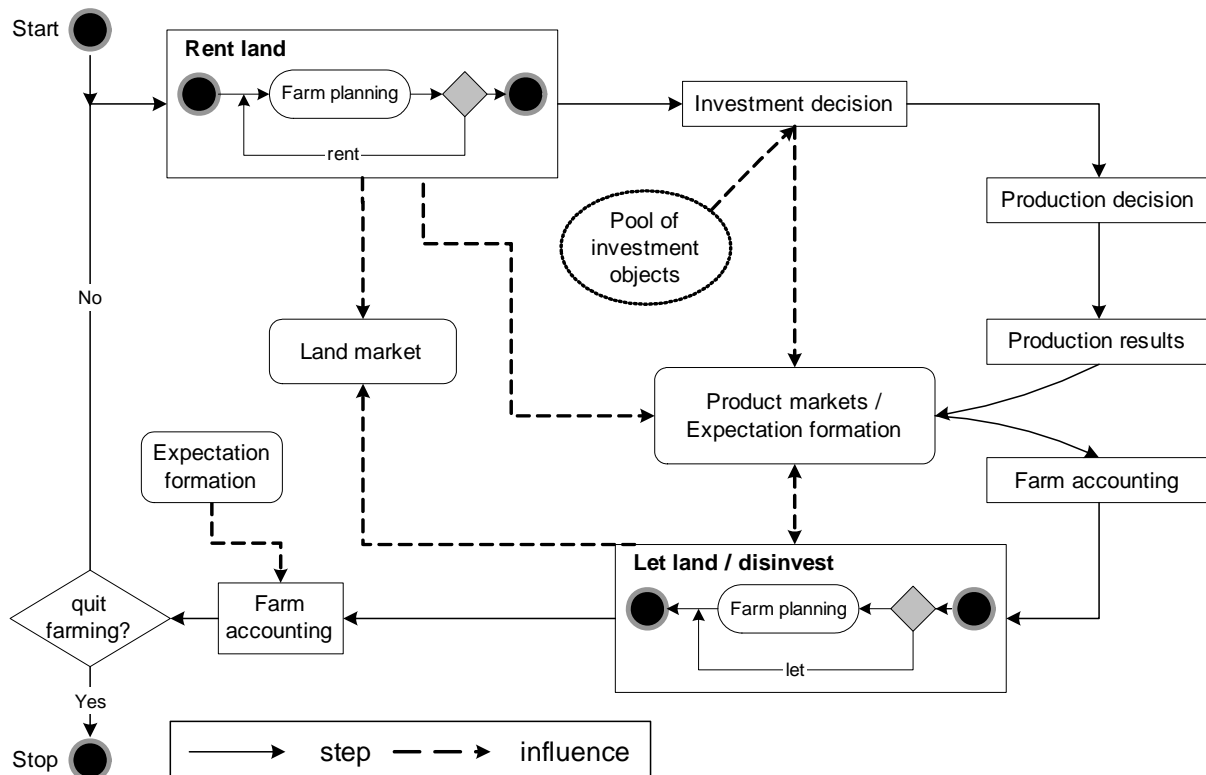 Start
Rent land
Farm planning
rent
Investment decision
Production decision
Pool of
investment
objects
No
Land market
Production results
Product markets /
Expectation formation
Expectation
formation
Farm accounting
Let land / disinvest
Farm planning
let
Farm
accounting
quit
farming?
Yes
Stop
step
influence